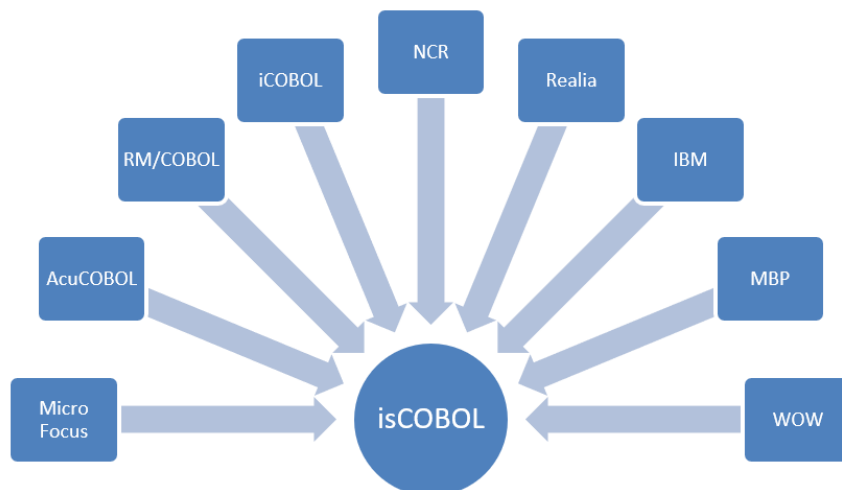 NCR
iCOBOL
Realia
RM/COBOL
IBM
AcuCOBOL
MBP
Micro
Focus
isCOBOL
WOW